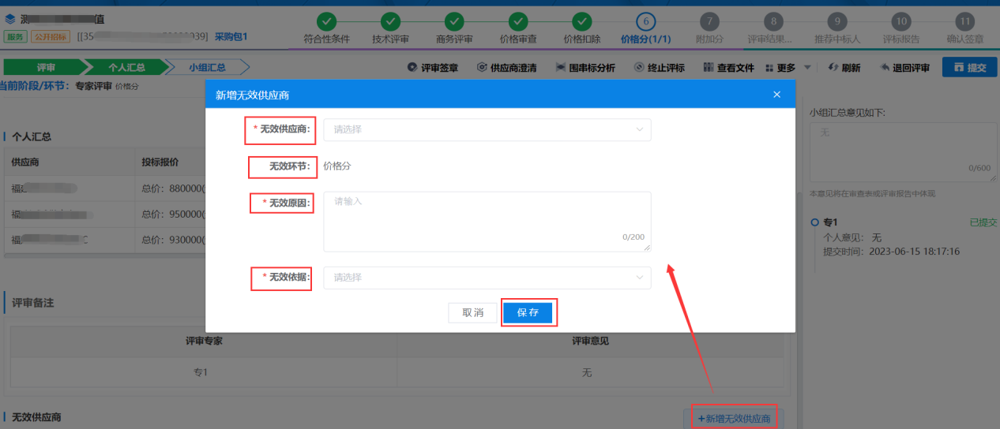 测 值
服务 公开招标 [[35 039] 采购包1
符合性条件 技术评审 商务评审 价格审查 价格扣除 6 价格分(1/1) 7 附加分 8 评审结果... 9 推荐中标人 10 评标报告 11 确认签章
评审 个人汇总 小组汇总
评审签章 供应商澄清 围串标分析 终止评标 查看文件 更多 刷新 退回评审 提交
当前阶段/环节: 专家评审 价格分
新增无效供应商
* 无效供应商: 请选择
无效环节: 价格分
* 无效原因: 请输入
0/200
* 无效依据: 请选择
取 消 保 存
个人汇总
供应商 投标报价
福 总价: 880000(
福 总价: 950000(
福 总价: 930000(
评审备注
评审专家 评审意见
专1 无
无效供应商
+新增无效供应商
小组汇总意见如下:
无
0/600
本意见将在审查表或评审报告中体现
专1 已提交
个人意见: 无
提交时间: 2023-06-15 18:17:16